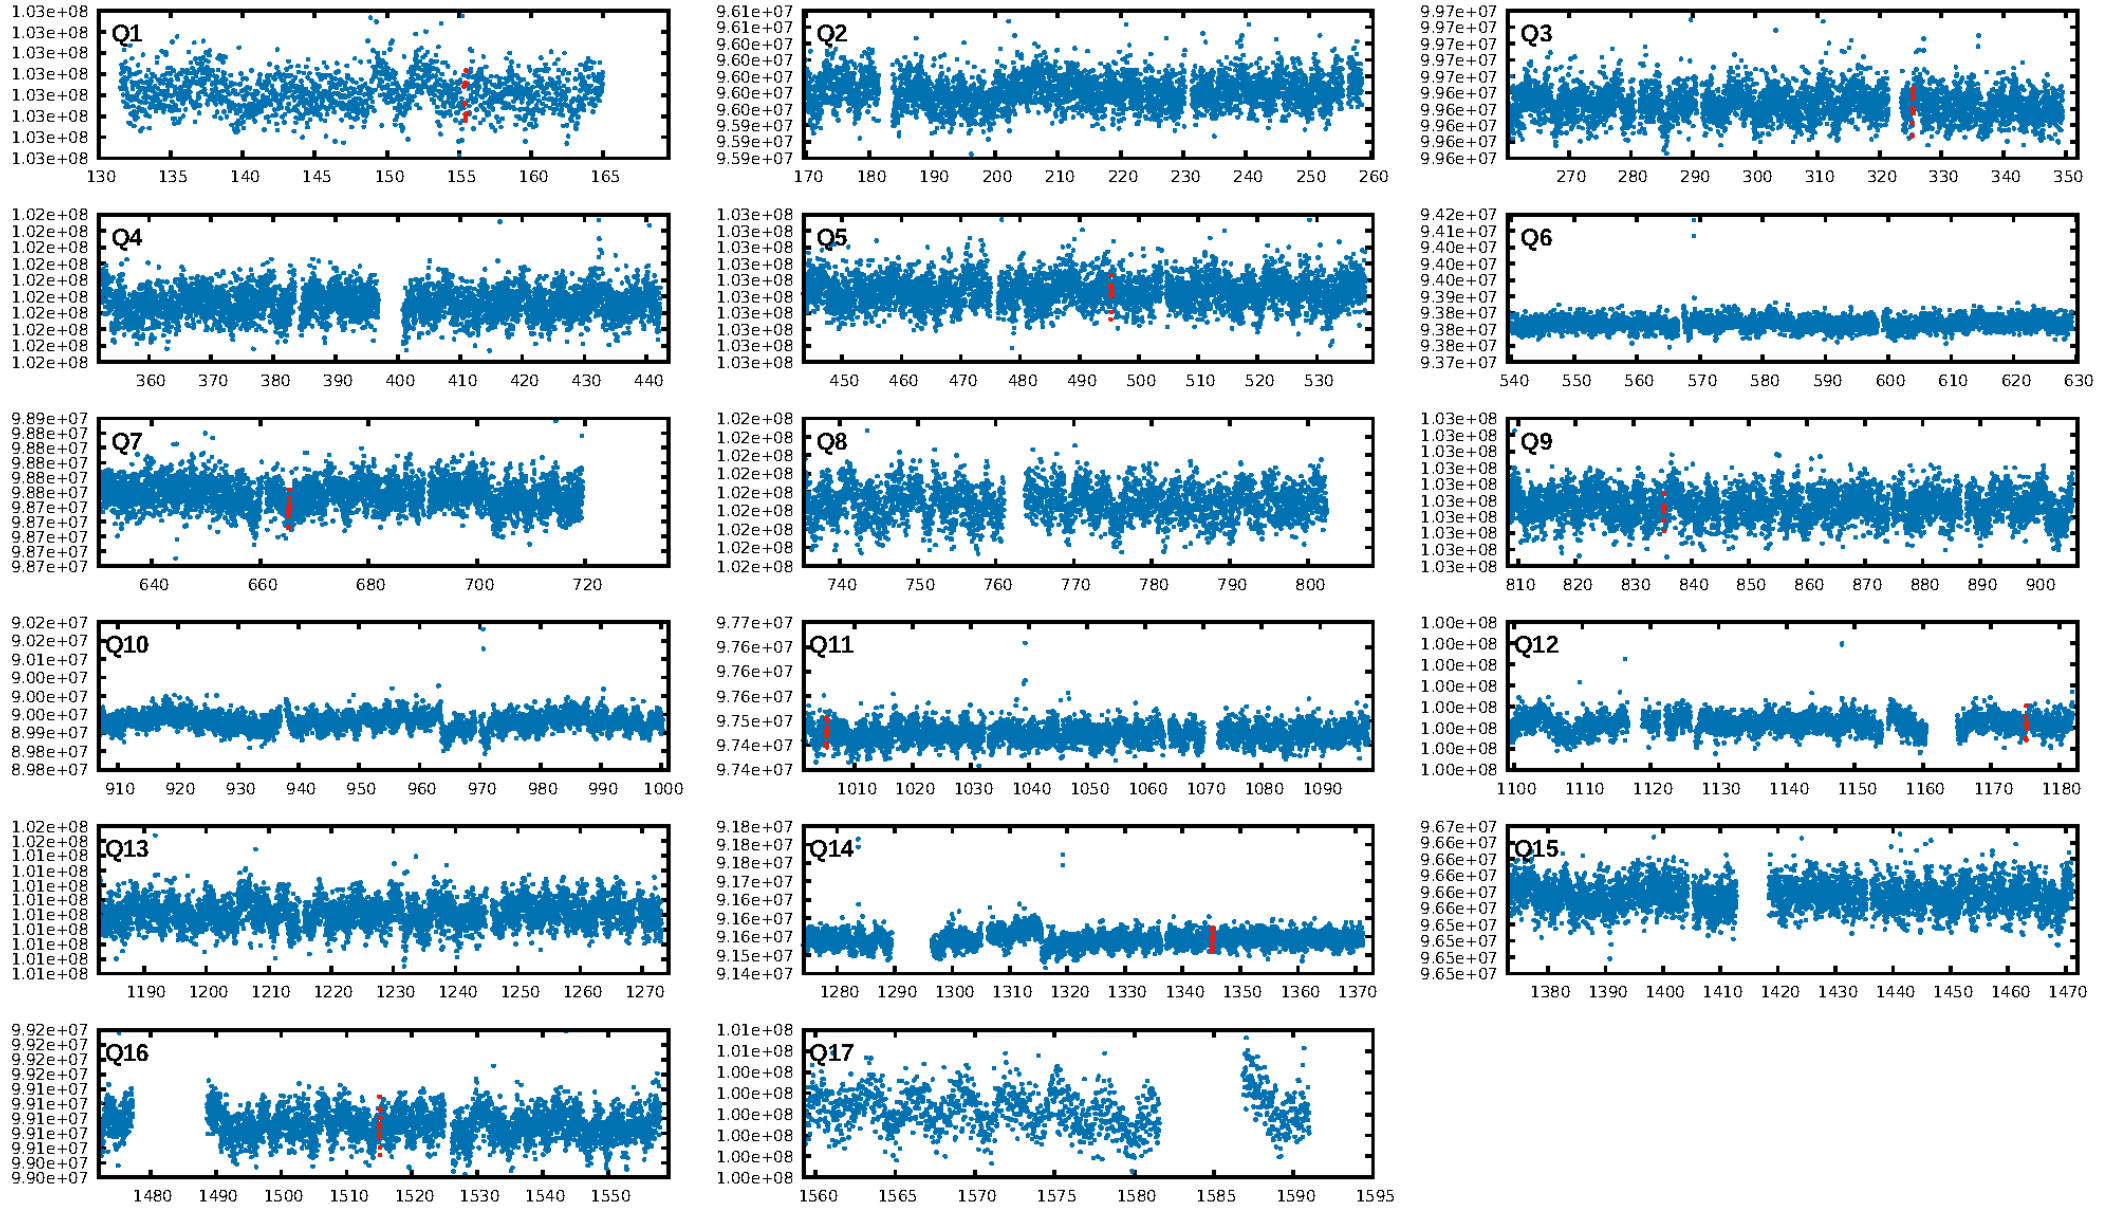 1.03e+08 1.03e+08 1.03e+08 1.03e+08 1.03e+08 1.03e+08 1.03e+08 1.03e+08
Q1
130 135 140 145 150 155 160 165
9.61e+07 9.61e+07 9.60e+07 9.60e+07 9.60e+07 9.60e+07 9.60e+07 9.59e+07 9.59e+07 9.59e+07
Q2
170 180 190 200 210 220 230 240 250 260
9.97e+07 9.97e+07 9.97e+07 9.97e+07 9.97e+07 9.96e+07 9.96e+07 9.96e+07 9.96e+07 9.96e+07
Q3
270 280 290 300 310 320 330 340 350
1.02e+08 1.02e+08 1.02e+08 1.02e+08 1.02e+08 1.02e+08 1.02e+08 1.02e+08 1.02e+08 1.02e+08
Q4
360 370 380 390 400 410 420 430 440
1.03e+08 1.03e+08 1.03e+08 1.03e+08 1.03e+08 1.03e+08 1.03e+08 1.03e+08 1.03e+08 1.03e+08
Q5
450 460 470 480 490 500 510 520 530
9.42e+07 9.41e+07 9.40e+07 9.40e+07 9.39e+07 9.39e+07 9.38e+07 9.38e+07 9.38e+07 9.37e+07
Q6
540 550 560 570 580 590 600 610 620 630
9.89e+07 9.88e+07 9.88e+07 9.88e+07 9.88e+07 9.88e+07 9.87e+07 9.87e+07 9.87e+07 9.87e+07 9.87e+07
Q7
640 660 680 700 720
1.02e+08 1.02e+08 1.02e+08 1.02e+08 1.02e+08 1.02e+08 1.02e+08 1.02e+08 1.02e+08
Q8
740 750 760 770 780 790 800
1.03e+08 1.03e+08 1.03e+08 1.03e+08 1.03e+08 1.03e+08 1.03e+08 1.03e+08 1.03e+08 1.03e+08
Q9
810 820 830 840 850 860 870 880 890 900
9.02e+07 9.02e+07 9.01e+07 9.01e+07 9.00e+07 9.00e+07 8.99e+07 8.98e+07 8.98e+07
Q10
910 920 930 940 950 960 970 980 990 1000
9.77e+07 9.76e+07 9.76e+07 9.76e+07 9.75e+07 9.74e+07 9.74e+07
Q11
1010 1020 1030 1040 1050 1060 1070 1080 1090
1.00e+08 1.00e+08 1.00e+08 1.00e+08 1.00e+08 1.00e+08 1.00e+08 1.00e+08
Q12
1100 1110 1120 1130 1140 1150 1160 1170 1180
1.02e+08 1.01e+08 1.01e+08 1.01e+08 1.01e+08 1.01e+08 1.01e+08 1.01e+08 1.01e+08 1.01e+08 1.01e+08
Q13
1190 1200 1210 1220 1230 1240 1250 1260 1270
9.18e+07 9.18e+07 9.17e+07 9.17e+07 9.16e+07 9.16e+07 9.15e+07 9.15e+07 9.14e+07
Q14
1280 1290 1300 1310 1320 1330 1340 1350 1360 1370
9.67e+07 9.66e+07 9.66e+07 9.66e+07 9.66e+07 9.66e+07 9.66e+07 9.65e+07 9.65e+07 9.65e+07
Q15
1380 1390 1400 1410 1420 1430 1440 1450 1460 1470
9.92e+07 9.92e+07 9.92e+07 9.92e+07 9.91e+07 9.91e+07 9.91e+07 9.91e+07 9.91e+07 9.90e+07 9.90e+07
Q16
1480 1490 1500 1510 1520 1530 1540 1550
1.01e+08 1.01e+08 1.00e+08 1.00e+08 1.00e+08 1.00e+08 1.00e+08 1.00e+08
Q17
1560 1565 1570 1575 1580 1585 1590 1595